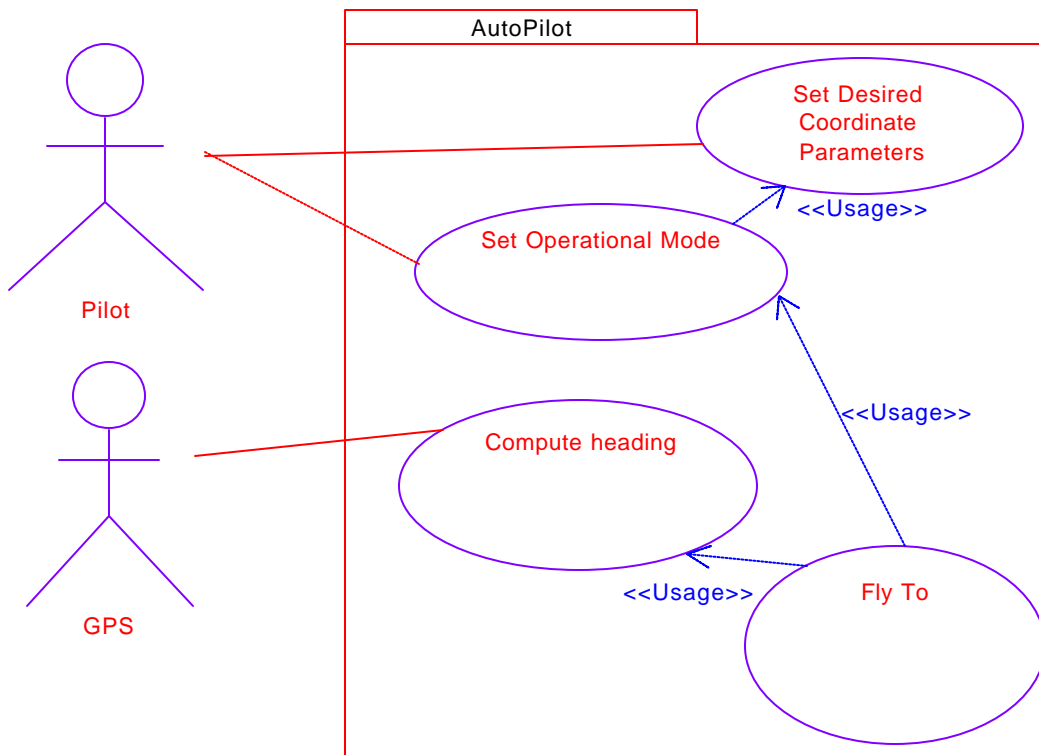 AutoPilot
Set Desired
Coordinate
Parameters
<<Usage>>
Set Operational Mode
Pilot
<<Usage>>
Compute heading
<<Usage>>
Fly To
GPS